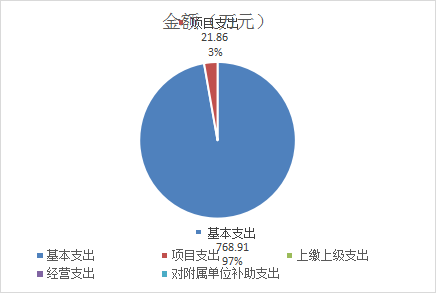 金额（万元）
项目支出
21.86
3%
基本支出
768.91
97%
基本支出 项目支出 上缴上级支出
经营支出 对附属单位补助支出